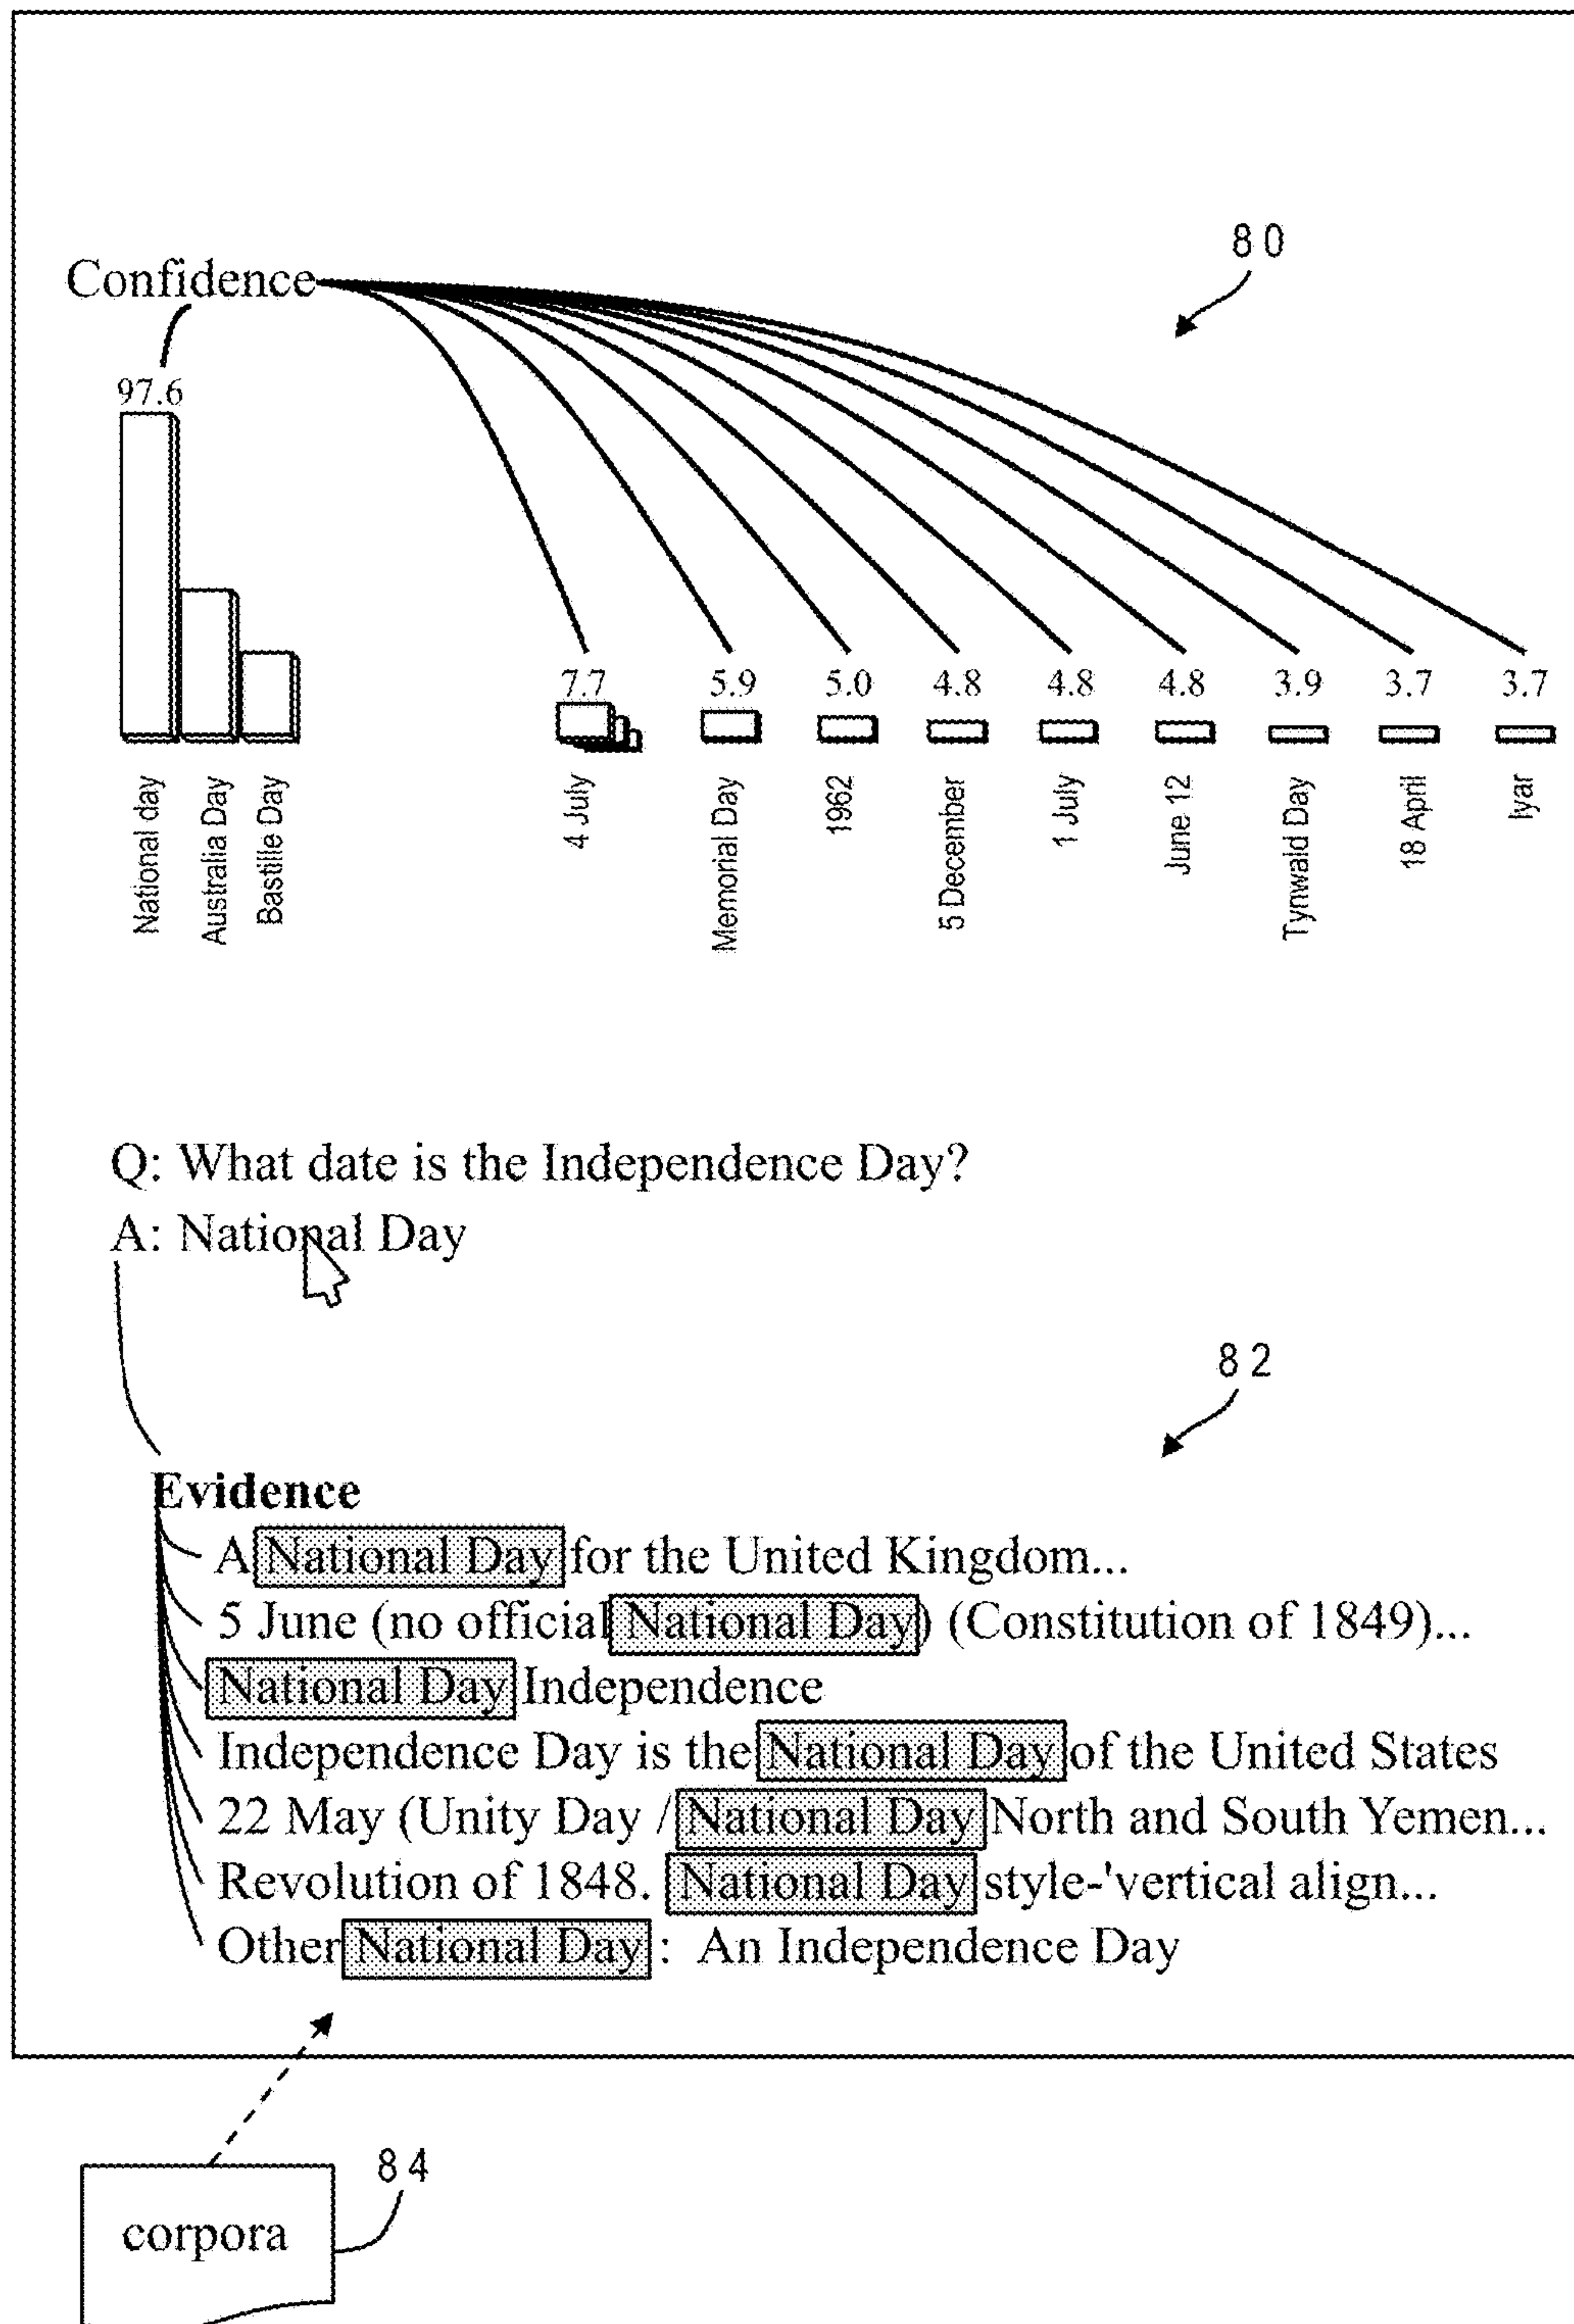 80
Confidence
97.6
7.7 5.9 5.0 4.8 4.8 4.8 3.9 3.7 3.7
National day
Australia Day
Bastille Day
4 July
Memorial Day
1962
5 December
1 July
June 12
Tynwald Day
18 April
Iyar
Q: What date is the Independence Day?
A: National Day
82
Evidence
A National Day for the United Kingdom...
5 June (no official National Day) (Constitution of 1849)...
National Day Independence
Independence Day is the National Day of the United States
22 May (Unity Day / National Day North and South Yemen...
Revolution of 1848. National Day style-'vertical align...
Other National Day : An Independence Day
84
corpora